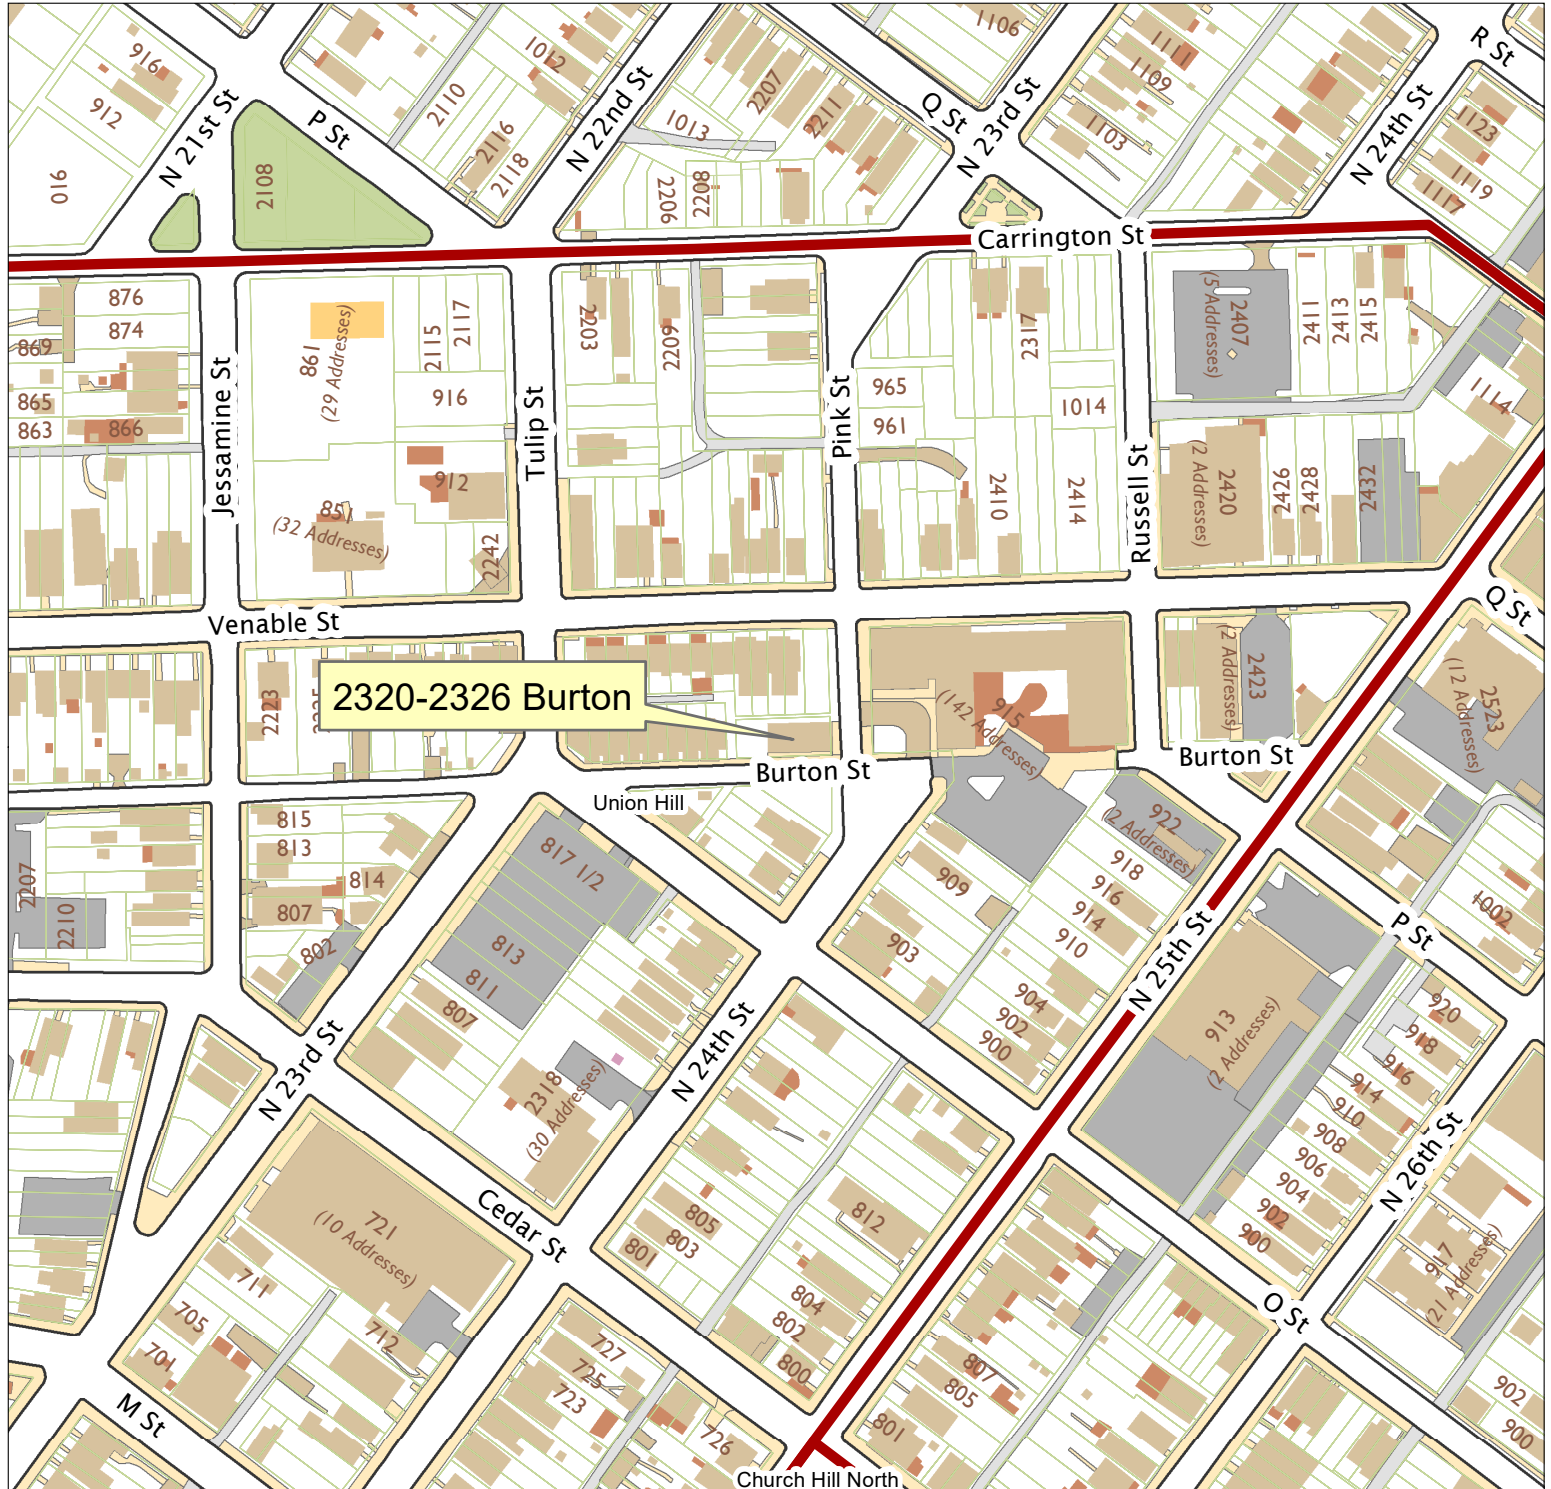 916
912
910
N 21st St
P St
2108
1012
2110
2116
2118
N 22nd St
1013
2207
2211
2206
2208
1106
Q St
N 23rd St
1111
1109
1103
N 24th St
R St
1123
1119
1117
Carrington St
876
874
869
865
863
866
Jessamine St
861
(29 Addresses)
2115
2117
916
912
851
(32 Addresses)
2242
Tulip St
2203
2209
Pink St
965
961
2317
1014
2410
2414
Russell St
2407
(5 Addresses)
2411
2413
2415
1114
2420
(2 Addresses)
2426
2428
2432
Q St
Venable St
2223
2320-2326 Burton
Burton St
Union Hill
915
(142 Addresses)
2423
(2 Addresses)
Burton St
2523
(12 Addresses)
815
813
814
807
802
2207
2210
817 1/2
813
811
807
909
903
922
(2 Addresses)
918
916
914
910
904
902
900
N 25th St
P St
1002
913
(2 Addresses)
920
918
916
914
910
908
906
904
902
900
N 26th St
917
(21 Addresses)
N 23rd St
N 24th St
2318
(30 Addresses)
Cedar St
721
(10 Addresses)
711
705
701
712
M St
805
803
801
812
804
802
800
727
725
723
726
807
805
801
O St
902
900
Church Hill North